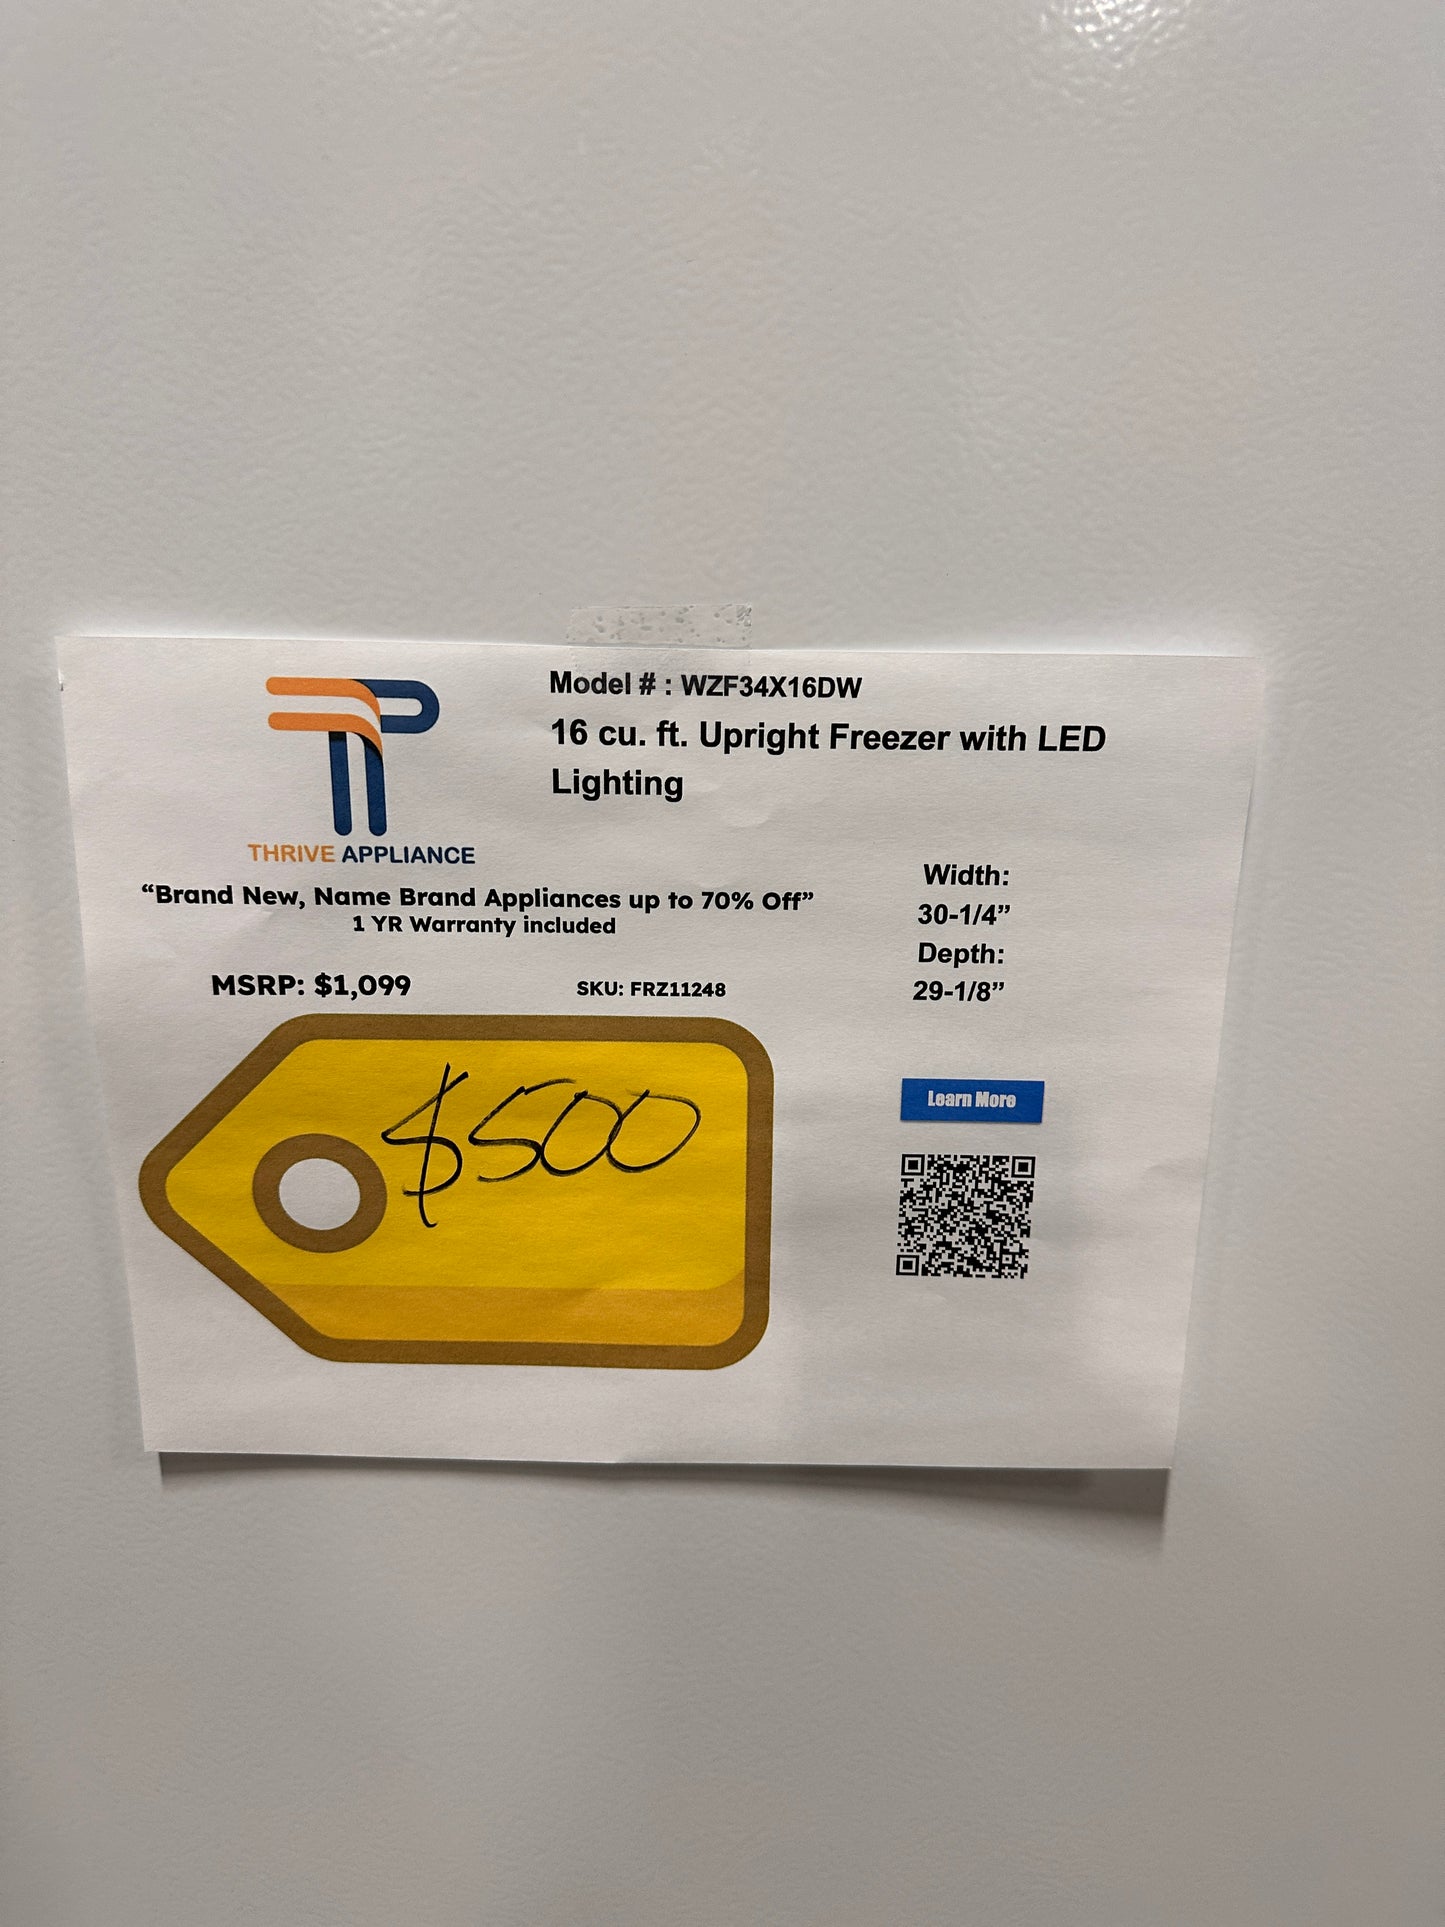 Model # : WZF34X16DW
16 cu. ft. Upright Freezer with LED
Lighting
THRIVE APPLIANCE
“Brand New, Name Brand Appliances up to 70% Off”
1 YR Warranty included
MSRP: $1,099
SKU: FRZ11248
$500
Width:
30-1/4”
Depth:
29-1/8”
Learn More